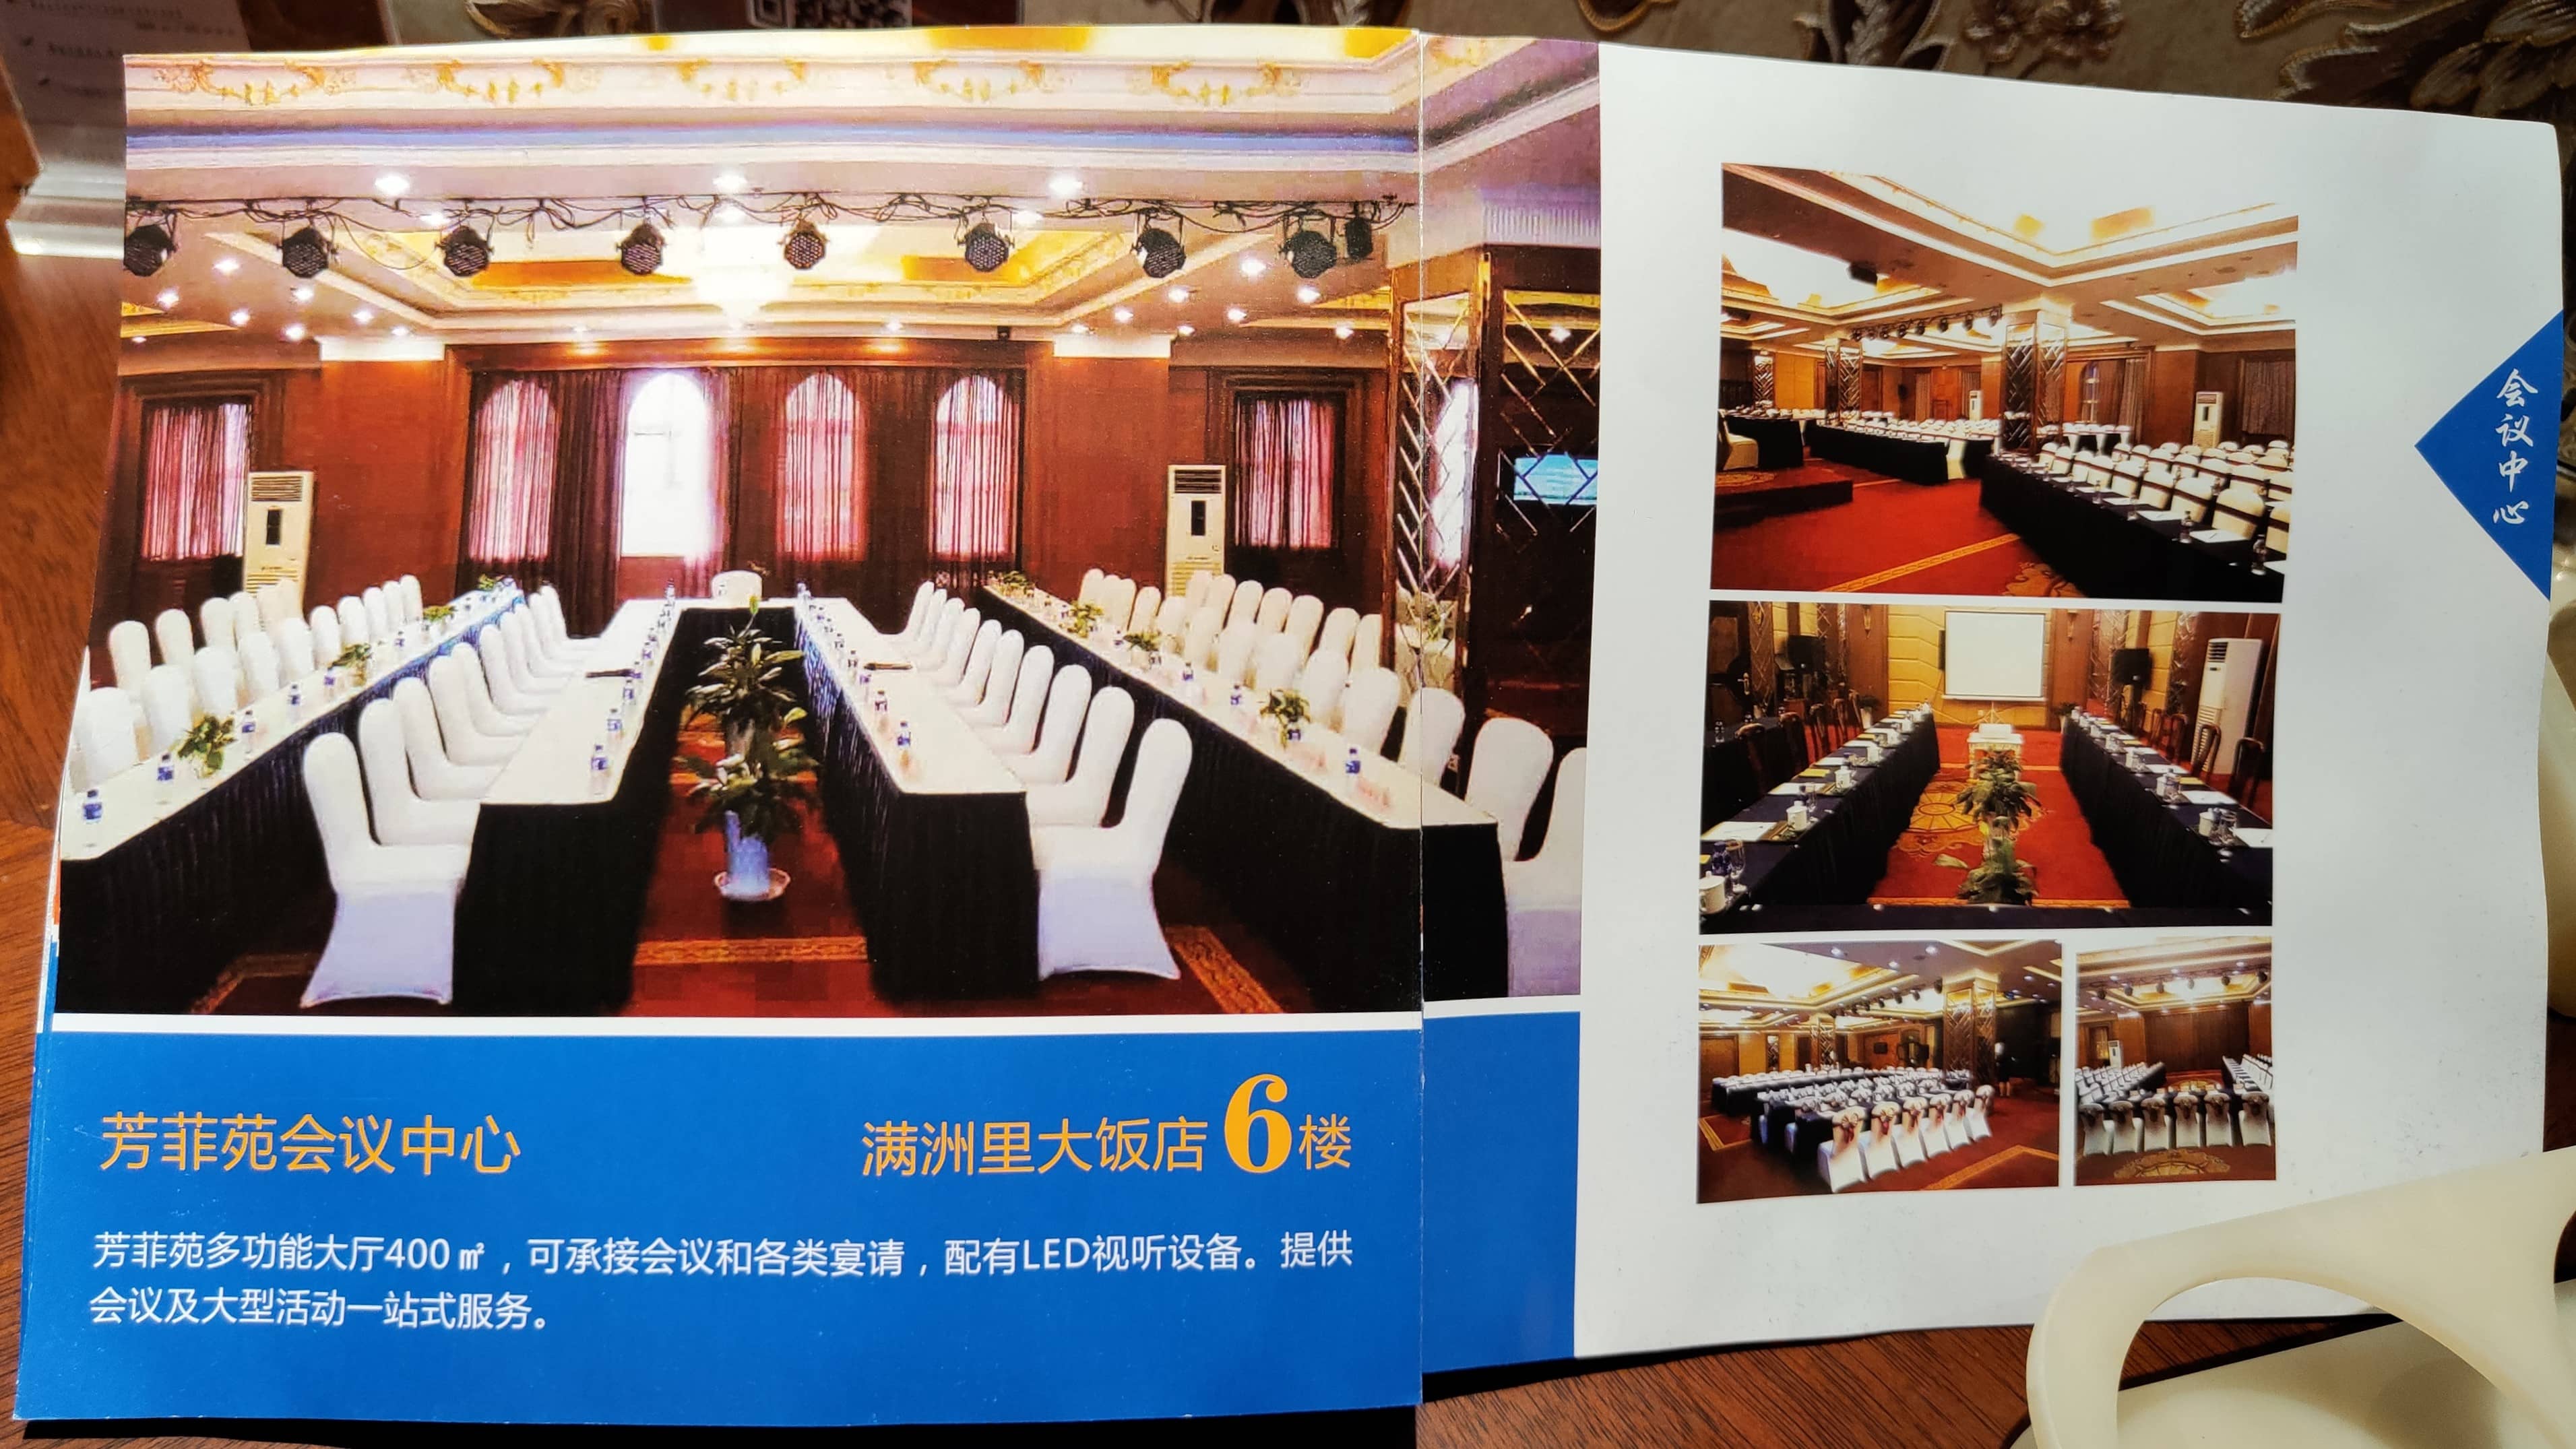 芳菲苑会议中心
满洲里大饭店6楼
芳菲苑多功能大厅400㎡，可承接会议和各类宴请，配有LED视听设备。提供
会议及大型活动一站式服务。
会议中心